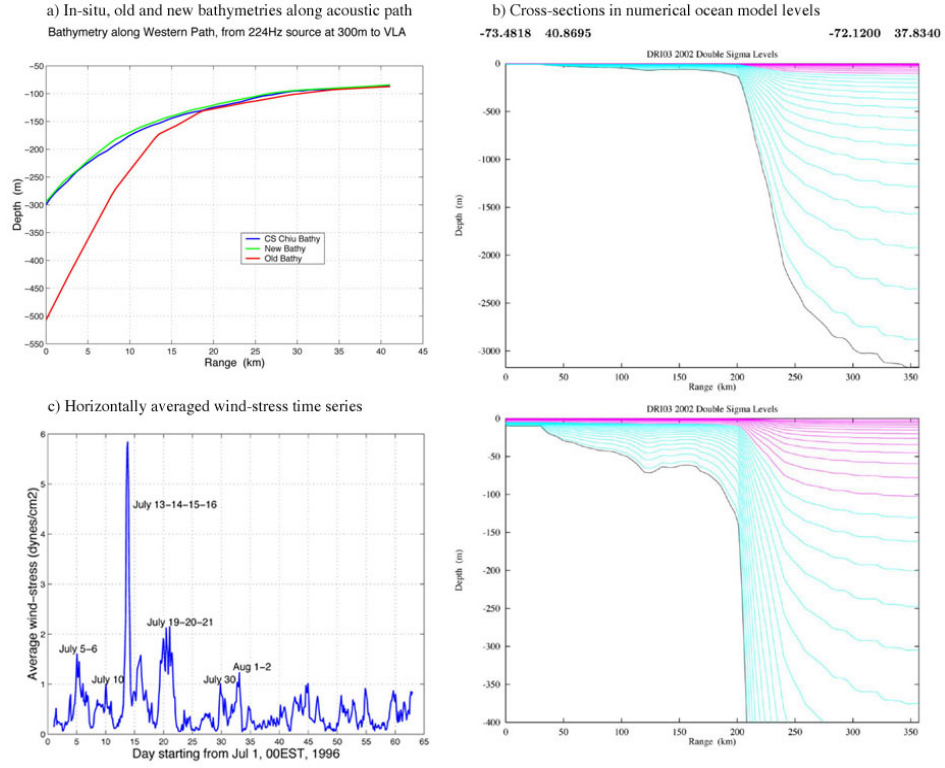 a) In-situ, old and new bathymetries along acoustic path
Bathymetry along Western Path, from 224Hz source at 300m to VLA
−50
−100
−150
−200
−250
−300
−350
−400
−450
−500
−550
Depth (m)
CS Chiu Bathy
New Bathy
Old Bathy
0 5 10 15 20 25 30 35 40 45
Range (km)
b) Cross-sections in numerical ocean model levels
-73.4818 40.8695 -72.1200 37.8340
DRI03 2002 Double Sigma Levels
0
-500
-1000
-1500
-2000
-2500
-3000
Depth (m)
0 50 100 150 200 250 300 350
Range (km)
c) Horizontally averaged wind-stress time series
6
5
4
3
2
1
0
Average wind−stress (dynes/cm2)
July 13−14−15−16
July 19−20−21
July 5−6
Aug 1−2
July 10
July 30
0 5 10 15 20 25 30 35 40 45 50 55 60 65
Day starting from Jul 1, 00EST, 1996
DRI03 2002 Double Sigma Levels
0
-50
-100
-150
-200
-250
-300
-350
-400
Depth (m)
0 50 100 150 200 250 300 350
Range (km)